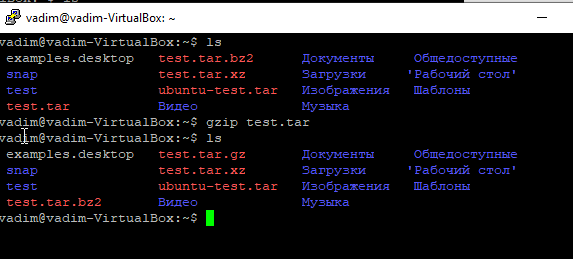 vadim@vadim-VirtualBox: ~
vadim@vadim-VirtualBox:~$ ls
examples.desktop test.tar.bz2 Документы Общедоступные
snap test.tar.xz Загрузки 'Рабочий стол'
test ubuntu-test.tar Изображения Шаблоны
test.tar Видео Музыка
vadim@vadim-VirtualBox:~$ gzip test.tar
vadim@vadim-VirtualBox:~$ ls
examples.desktop test.tar.gz Документы Общедоступные
snap test.tar.xz Загрузки 'Рабочий стол'
test ubuntu-test.tar Изображения Шаблоны
test.tar.bz2 Видео Музыка
vadim@vadim-VirtualBox:~$